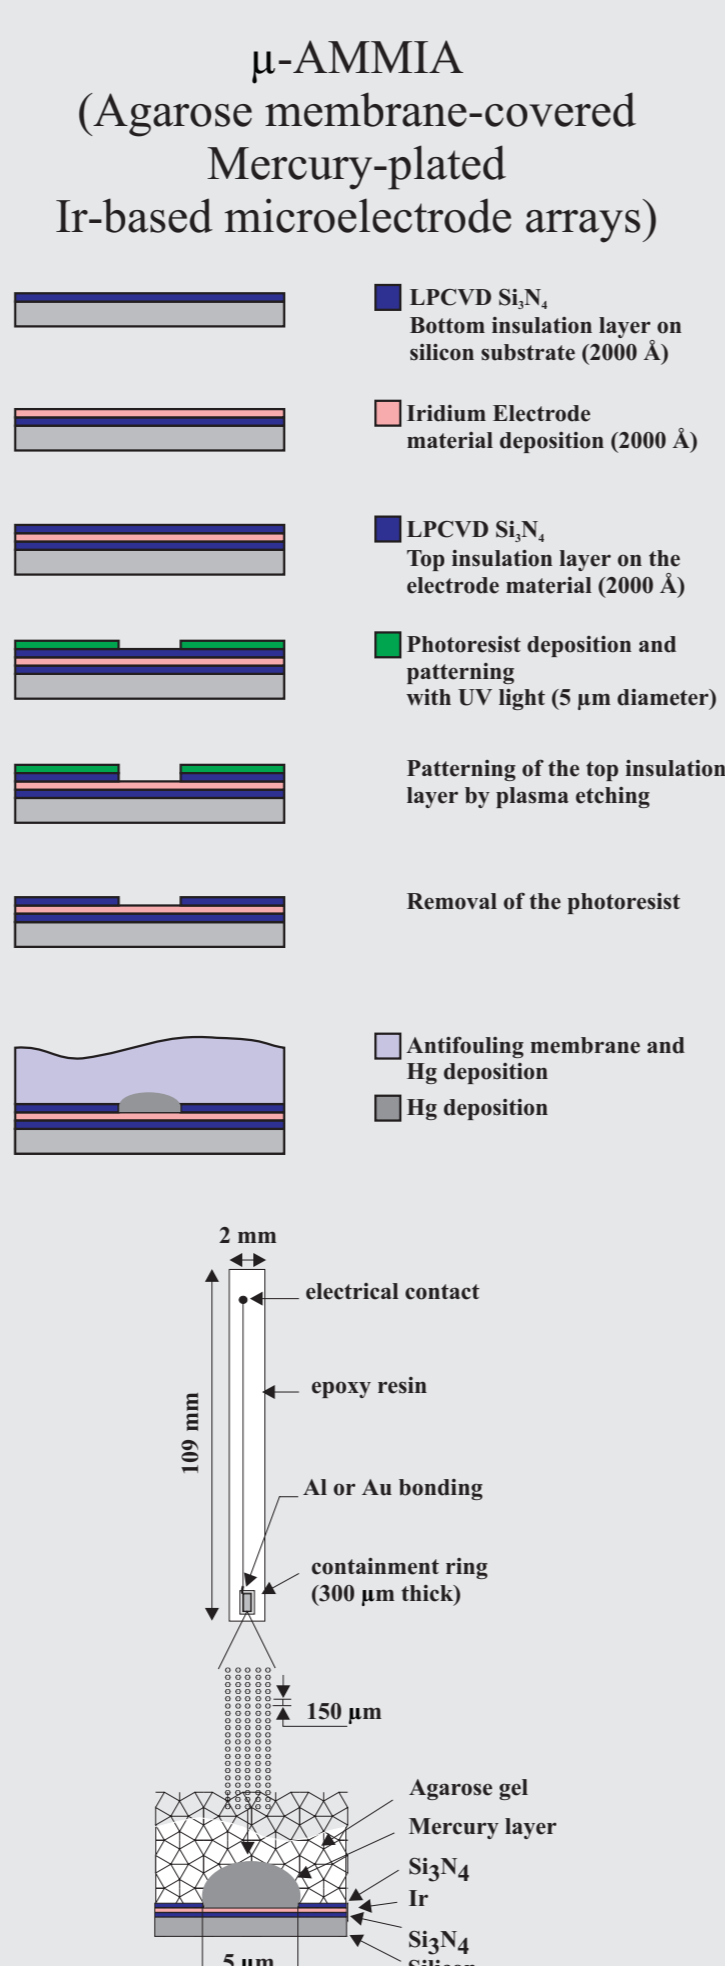 μ-AMMIA
(Agarose membrane-covered
Mercury-plated
Ir-based microelectrode arrays)
LPCVD Si₃N₄
Bottom insulation layer on
silicon substrate (2000 Å)
Iridium Electrode
material deposition (2000 Å)
LPCVD Si₃N₄
Top insulation layer on the
electrode material (2000 Å)
Photoresist deposition and
patterning
with UV light (5 μm diameter)
Patterning of the top insulation
layer by plasma etching
Removal of the photoresist
Antifouling membrane and
Hg deposition
Hg deposition
2 mm
electrical contact
epoxy resin
109 mm
Al or Au bonding
containment ring
(300 μm thick)
150 μm
Agarose gel
Mercury layer
Si₃N₄
Ir
Si₃N₄
Silicon
5 μm